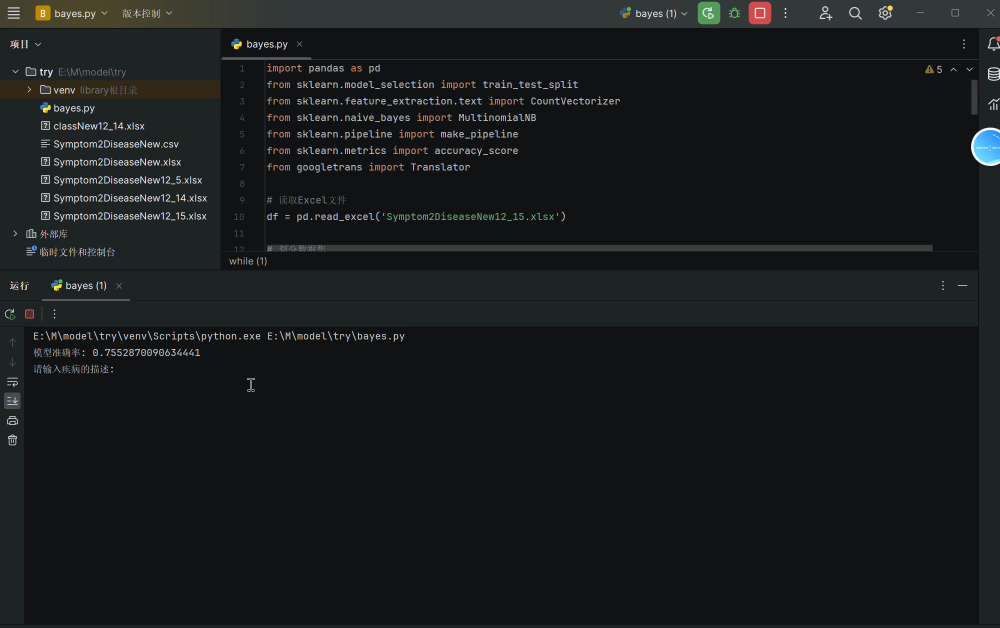 B bayes.py 版本控制 bayes (1)
项目
bayes.py
try E:\M\model\try
venv library根目录
bayes.py
classNew12_14.xlsx
Symptom2DiseaseNew.csv
Symptom2DiseaseNew.xlsx
Symptom2DiseaseNew12_5.xlsx
Symptom2DiseaseNew12_14.xlsx
Symptom2DiseaseNew12_15.xlsx
外部库
临时文件和控制台
5
1 import pandas as pd
2 from sklearn.model_selection import train_test_split
3 from sklearn.feature_extraction.text import CountVectorizer
4 from sklearn.naive_bayes import MultinomialNB
5 from sklearn.pipeline import make_pipeline
6 from sklearn.metrics import accuracy_score
7 from googletrans import Translator
8
9 # 读取Excel文件
10 df = pd.read_excel('Symptom2DiseaseNew12_15.xlsx')
11
12 # 划分数据集
while (1)
运行 bayes (1)
E:\M\model\try\venv\Scripts\python.exe E:\M\model\try\bayes.py
模型准确率: 0.7552870090634441
请输入疾病的描述: